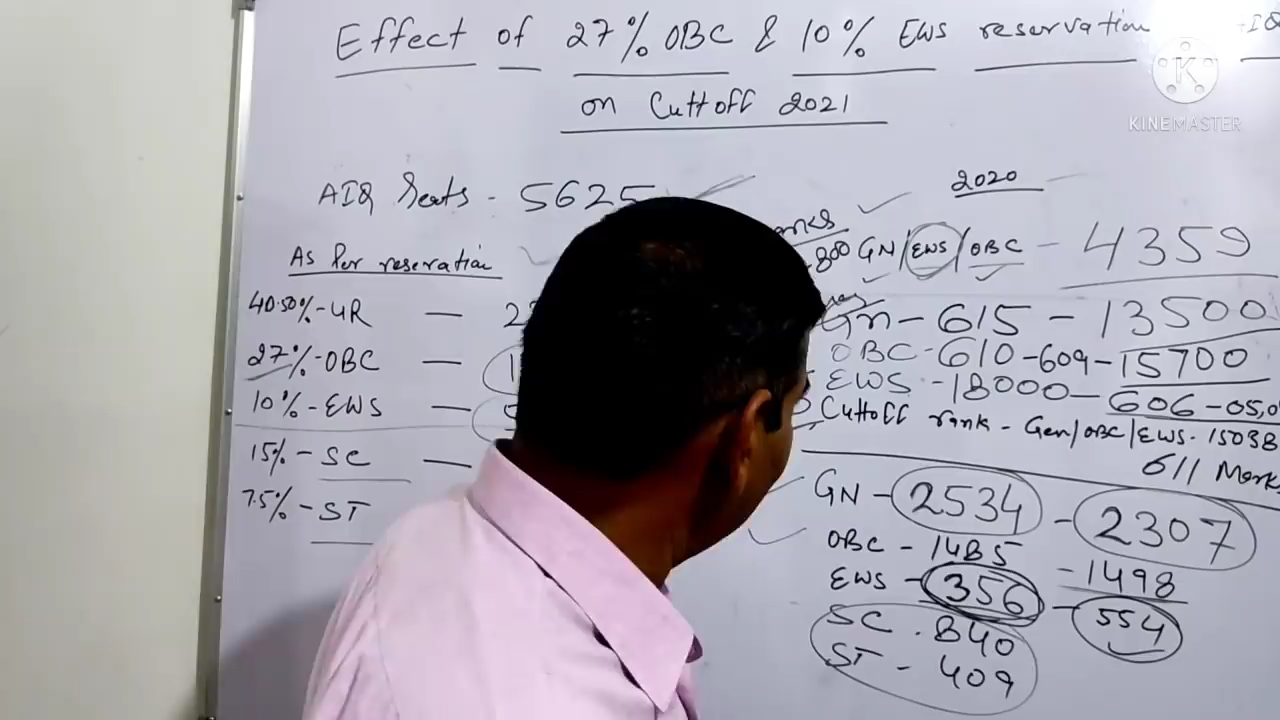 Effect of 27% OBC & 10% EWS reservation
on Cuttoff 2021
AIQ Seats - 5625
As Per reseration
40.50% - UR —
27% - OBC —
10% - EWS —
15% - SC —
7.5% - ST
2020
GN/EWS/OBC - 4359
Gn - 615 - 13500
OBC - 610-609-15700
EWS - 18000 - 606-05,0
Cuttoff rank - Gen/OBC/EWS- 15038
611 Marks
GN - 2534 - 2307
OBC - 1485 - 1498
EWS - 356 - 554
SC . 840
ST - 409
K
KINEMASTER